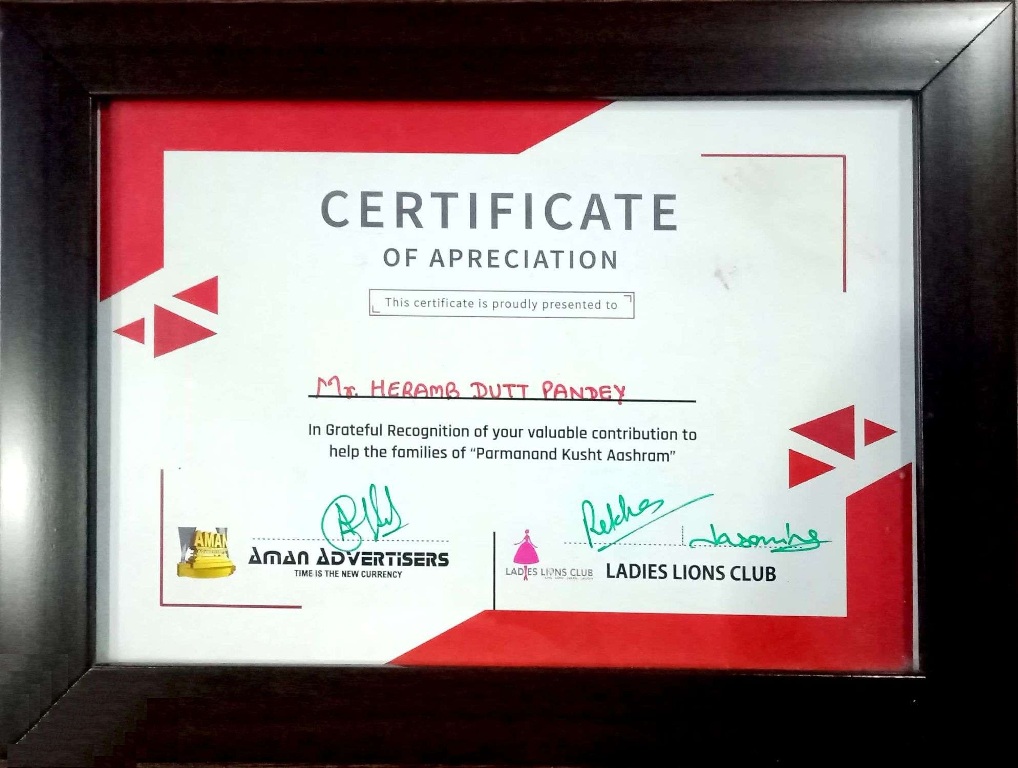 CERTIFICATE
OF APRECIATION
This certificate is proudly presented to
Mr. HERAMB DUTT PANDEY
In Grateful Recognition of your valuable contribution to
help the families of “Parmanand Kusht Aashram”
Rekha
Jasmine
AMAN
AMAN ADVERTISERS
TIME IS THE NEW CURRENCY
LADIES LIONS CLUB
LADIES LIONS CLUB